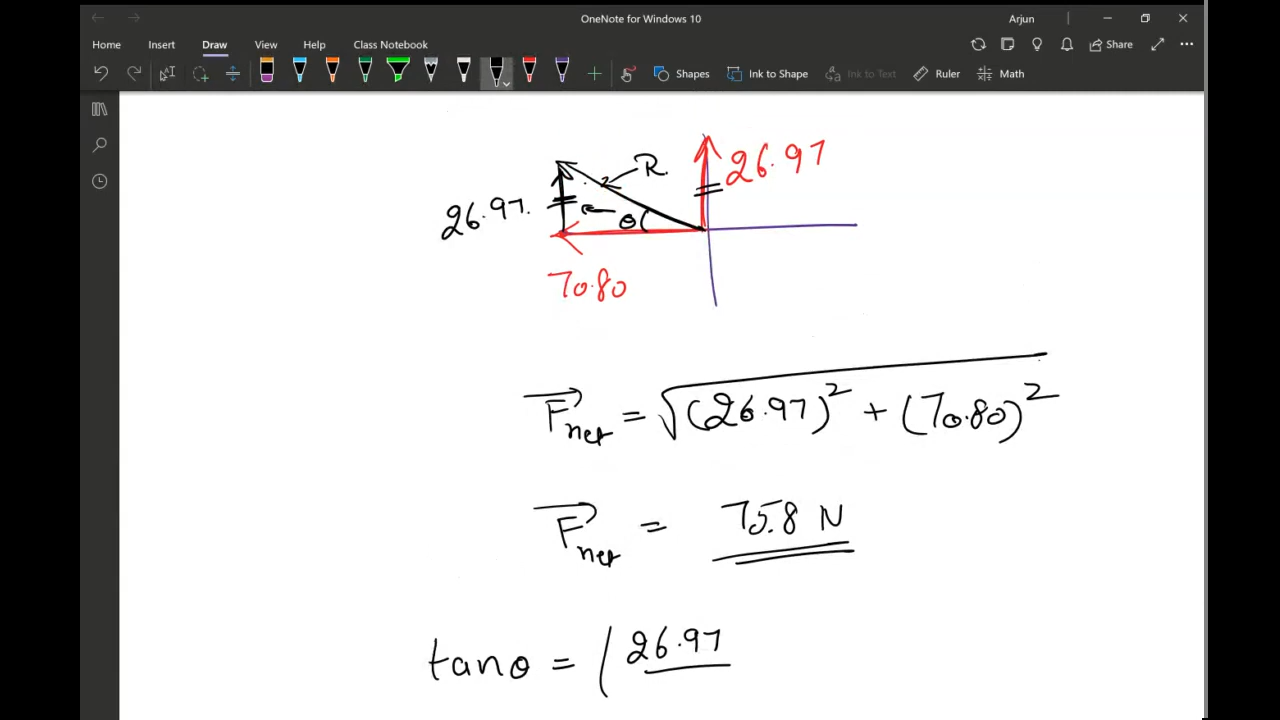 OneNote for Windows 10
Arjun
Home Insert Draw View Help Class Notebook
Share
Shapes Ink to Shape Ink to Text Ruler Math
R
26.97
26.97.
θ
70.80
F⃗net = √(26.97)² + (70.80)²
F⃗net = 75.8 N
tanθ = (26.97